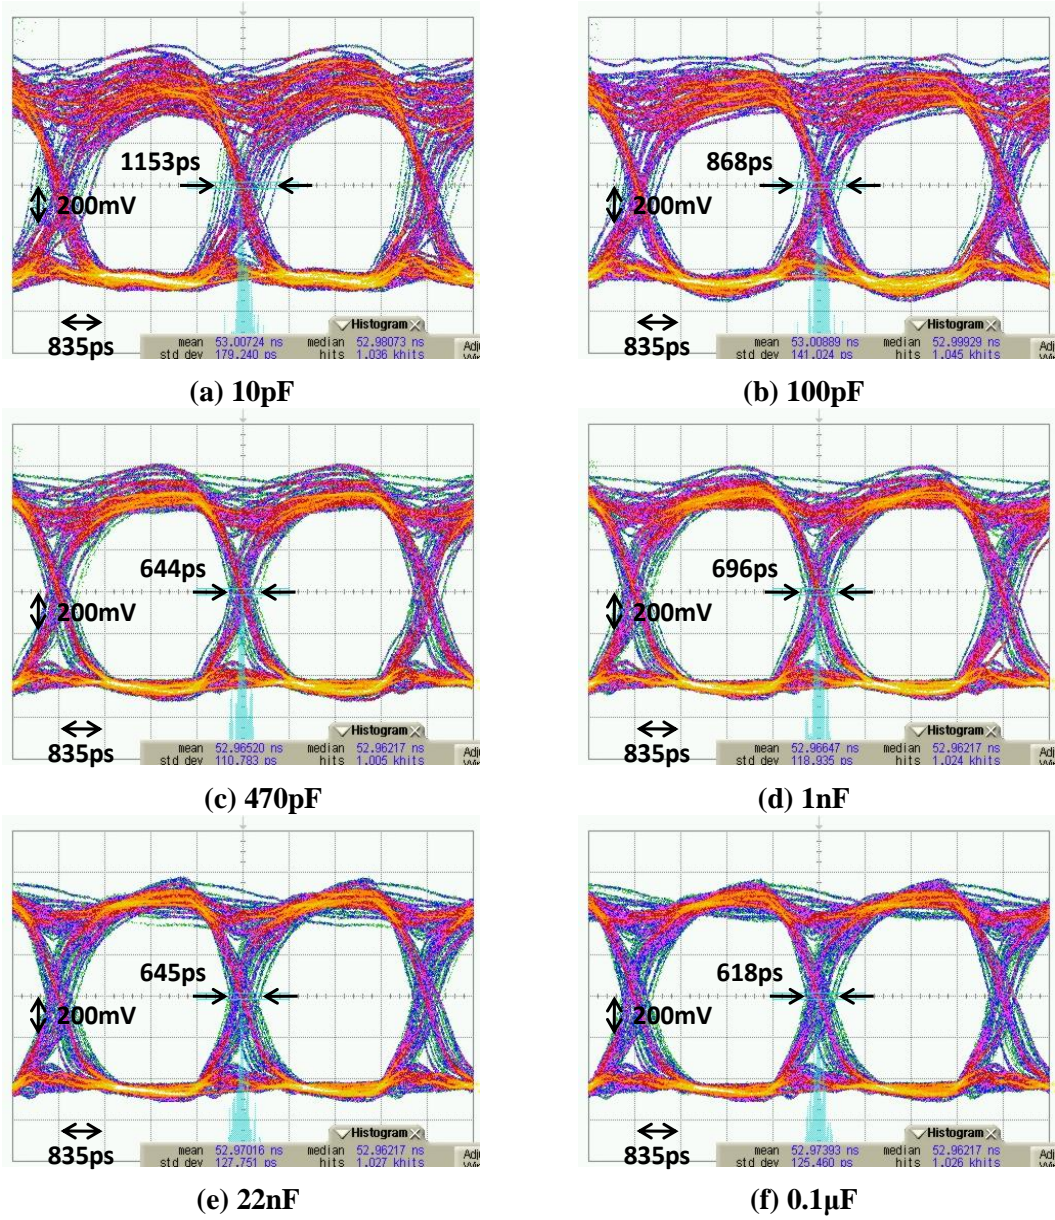 1153ps
200mV
835ps
Histogram
mean 53.00724 ns median 52.98073 ns
std dev 179.240 ps hits 1.036 khits
(a) 10pF
868ps
200mV
835ps
Histogram
mean 53.00889 ns median 52.99929 ns
std dev 141.024 ps hits 1.045 khits
(b) 100pF
644ps
200mV
835ps
Histogram
mean 52.96520 ns median 52.96217 ns
std dev 110.783 ps hits 1.005 khits
(c) 470pF
696ps
200mV
835ps
Histogram
mean 52.96647 ns median 52.96217 ns
std dev 118.935 ps hits 1.024 khits
(d) 1nF
645ps
200mV
835ps
Histogram
mean 52.97016 ns median 52.96217 ns
std dev 127.751 ps hits 1.027 khits
(e) 22nF
618ps
200mV
835ps
Histogram
mean 52.97393 ns median 52.96217 ns
std dev 125.460 ps hits 1.026 khits
(f) 0.1µF